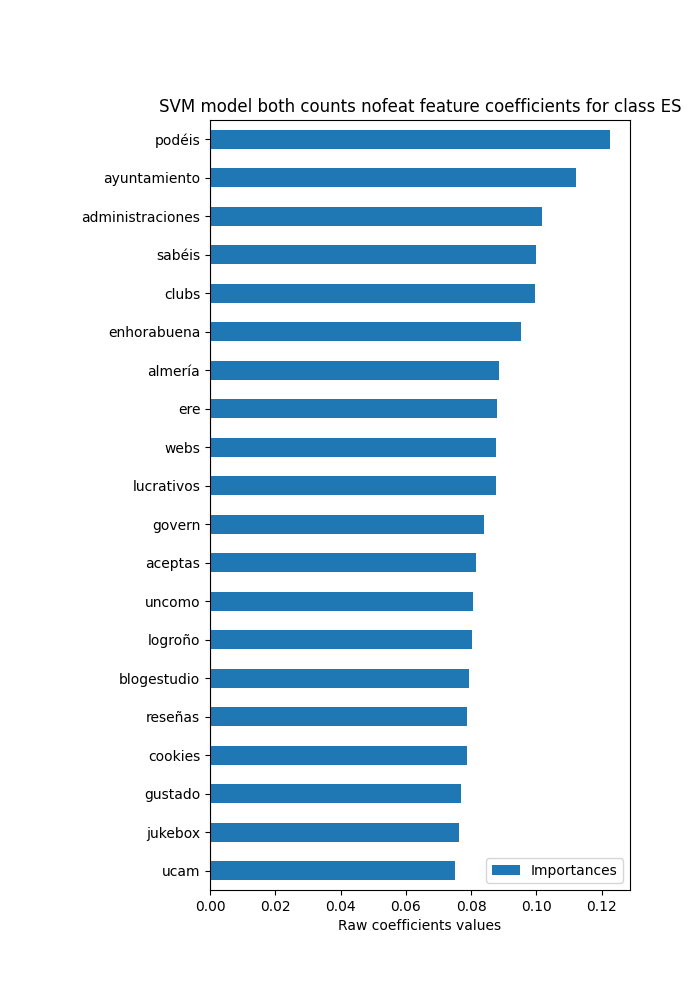 SVM model both counts nofeat feature coefficients for class ES
podéis
ayuntamiento
administraciones
sabéis
clubs
enhorabuena
almería
ere
webs
lucrativos
govern
aceptas
uncomo
logroño
blogestudio
reseñas
cookies
gustado
jukebox
ucam
Importances
0.00 0.02 0.04 0.06 0.08 0.10 0.12
Raw coefficients values